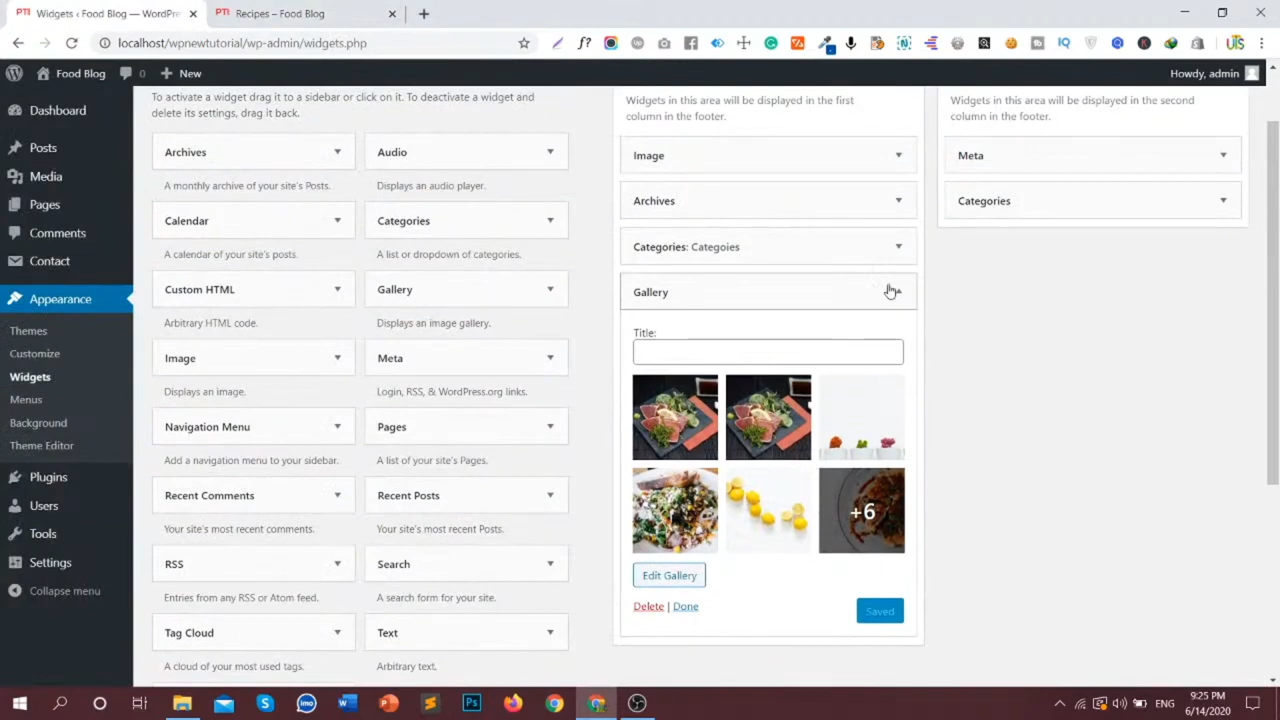 PTI Widgets ‹ Food Blog — WordPre
PTI Recipes – Food Blog
localhost/wpnewtutorial/wp-admin/widgets.php
Food Blog 0 New
Howdy, admin
Dashboard
Posts
Media
Pages
Comments
Contact
Appearance
Themes
Customize
Widgets
Menus
Background
Theme Editor
Plugins
Users
Tools
Settings
Collapse menu
To activate a widget drag it to a sidebar or click on it. To deactivate a widget and
delete its settings, drag it back.
Archives
A monthly archive of your site's Posts.
Audio
Displays an audio player.
Calendar
A calendar of your site's posts.
Categories
A list or dropdown of categories.
Custom HTML
Arbitrary HTML code.
Gallery
Displays an image gallery.
Image
Displays an image.
Meta
Login, RSS, & WordPress.org links.
Navigation Menu
Add a navigation menu to your sidebar.
Pages
A list of your site's Pages.
Recent Comments
Your site's most recent comments.
Recent Posts
Your site's most recent Posts.
RSS
Entries from any RSS or Atom feed.
Search
A search form for your site.
Tag Cloud
A cloud of your most used tags.
Text
Arbitrary text.
Widgets in this area will be displayed in the first
column in the footer.
Image
Archives
Categories: Categoies
Gallery
Title:
+6
Edit Gallery
Delete | Done
Saved
Widgets in this area will be displayed in the second
column in the footer.
Meta
Categories
ENG
9:25 PM
6/14/2020